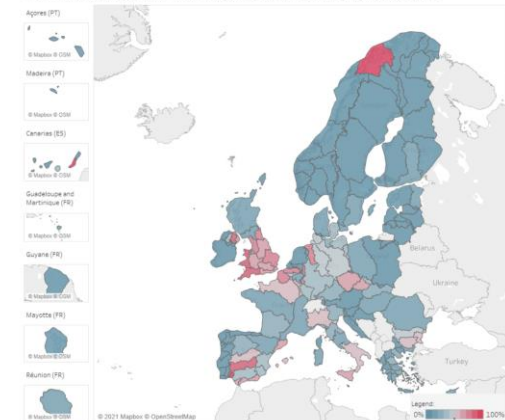 Açores (PT)
© Mapbox © OSM
Madeira (PT)
© Mapbox © OSM
Canarias (ES)
© Mapbox © OSM
Guadeloupe and
Martinique (FR)
© Mapbox © OSM
Guyane (FR)
© Mapbox © OSM
Mayotte (FR)
© Mapbox © OSM
Réunion (FR)
© Mapbox © OSM
Belarus
Ukraine
Turkey
© 2021 Mapbox © OpenStreetMap
Legend:
0% 100%